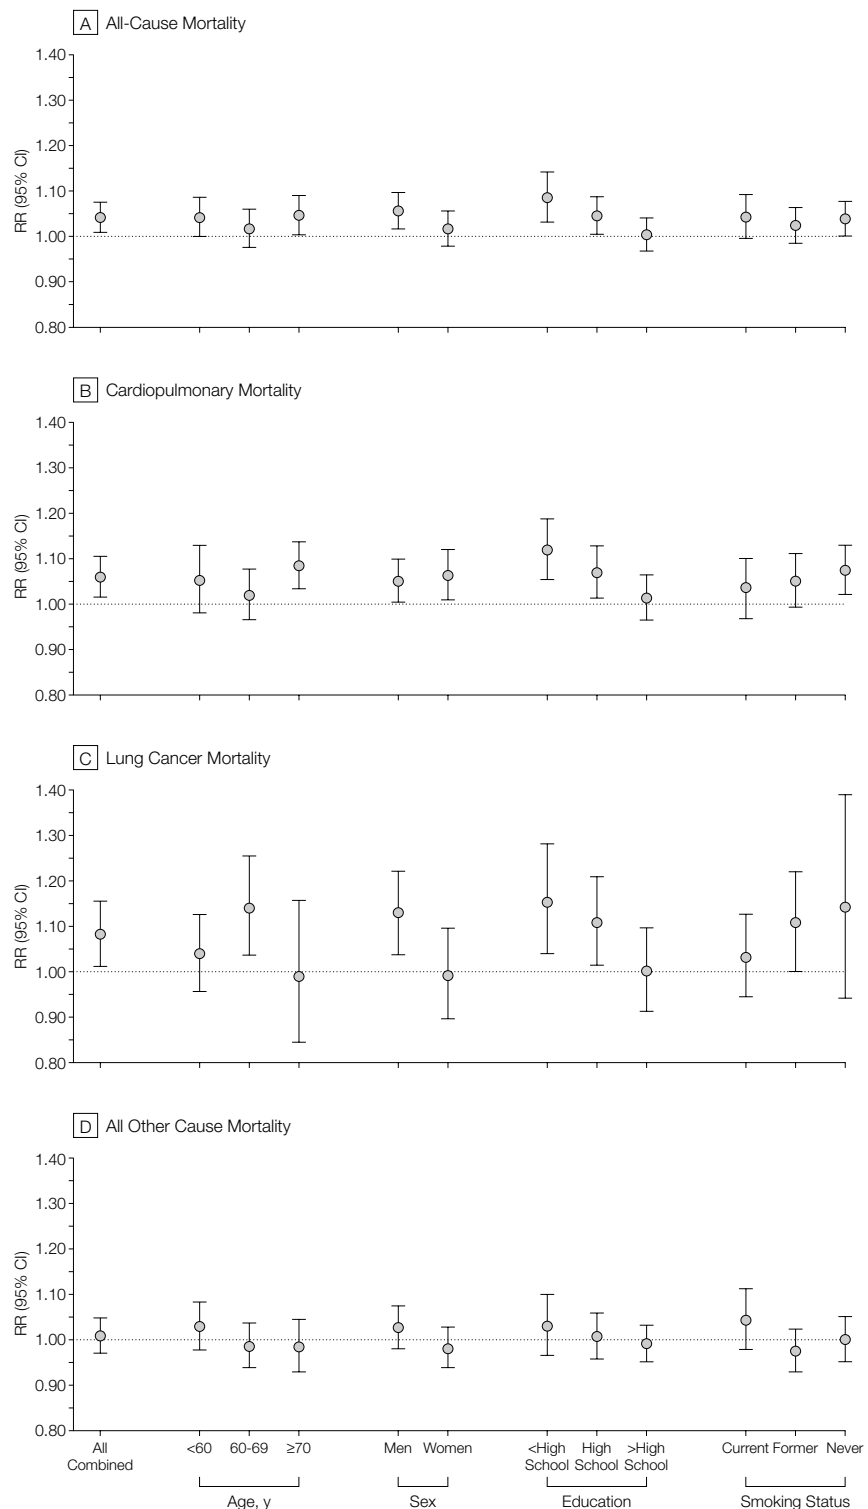 A All-Cause Mortality
1.40
1.30
1.20
1.10
1.00
0.90
0.80
RR (95% CI)
B Cardiopulmonary Mortality
1.40
1.30
1.20
1.10
1.00
0.90
0.80
RR (95% CI)
C Lung Cancer Mortality
1.40
1.30
1.20
1.10
1.00
0.90
0.80
RR (95% CI)
D All Other Cause Mortality
1.40
1.30
1.20
1.10
1.00
0.90
0.80
RR (95% CI)
All <60 60-69 ≥70 Men Women <High High >High Current Former Never
Combined School School School
Age, y Sex Education Smoking Status